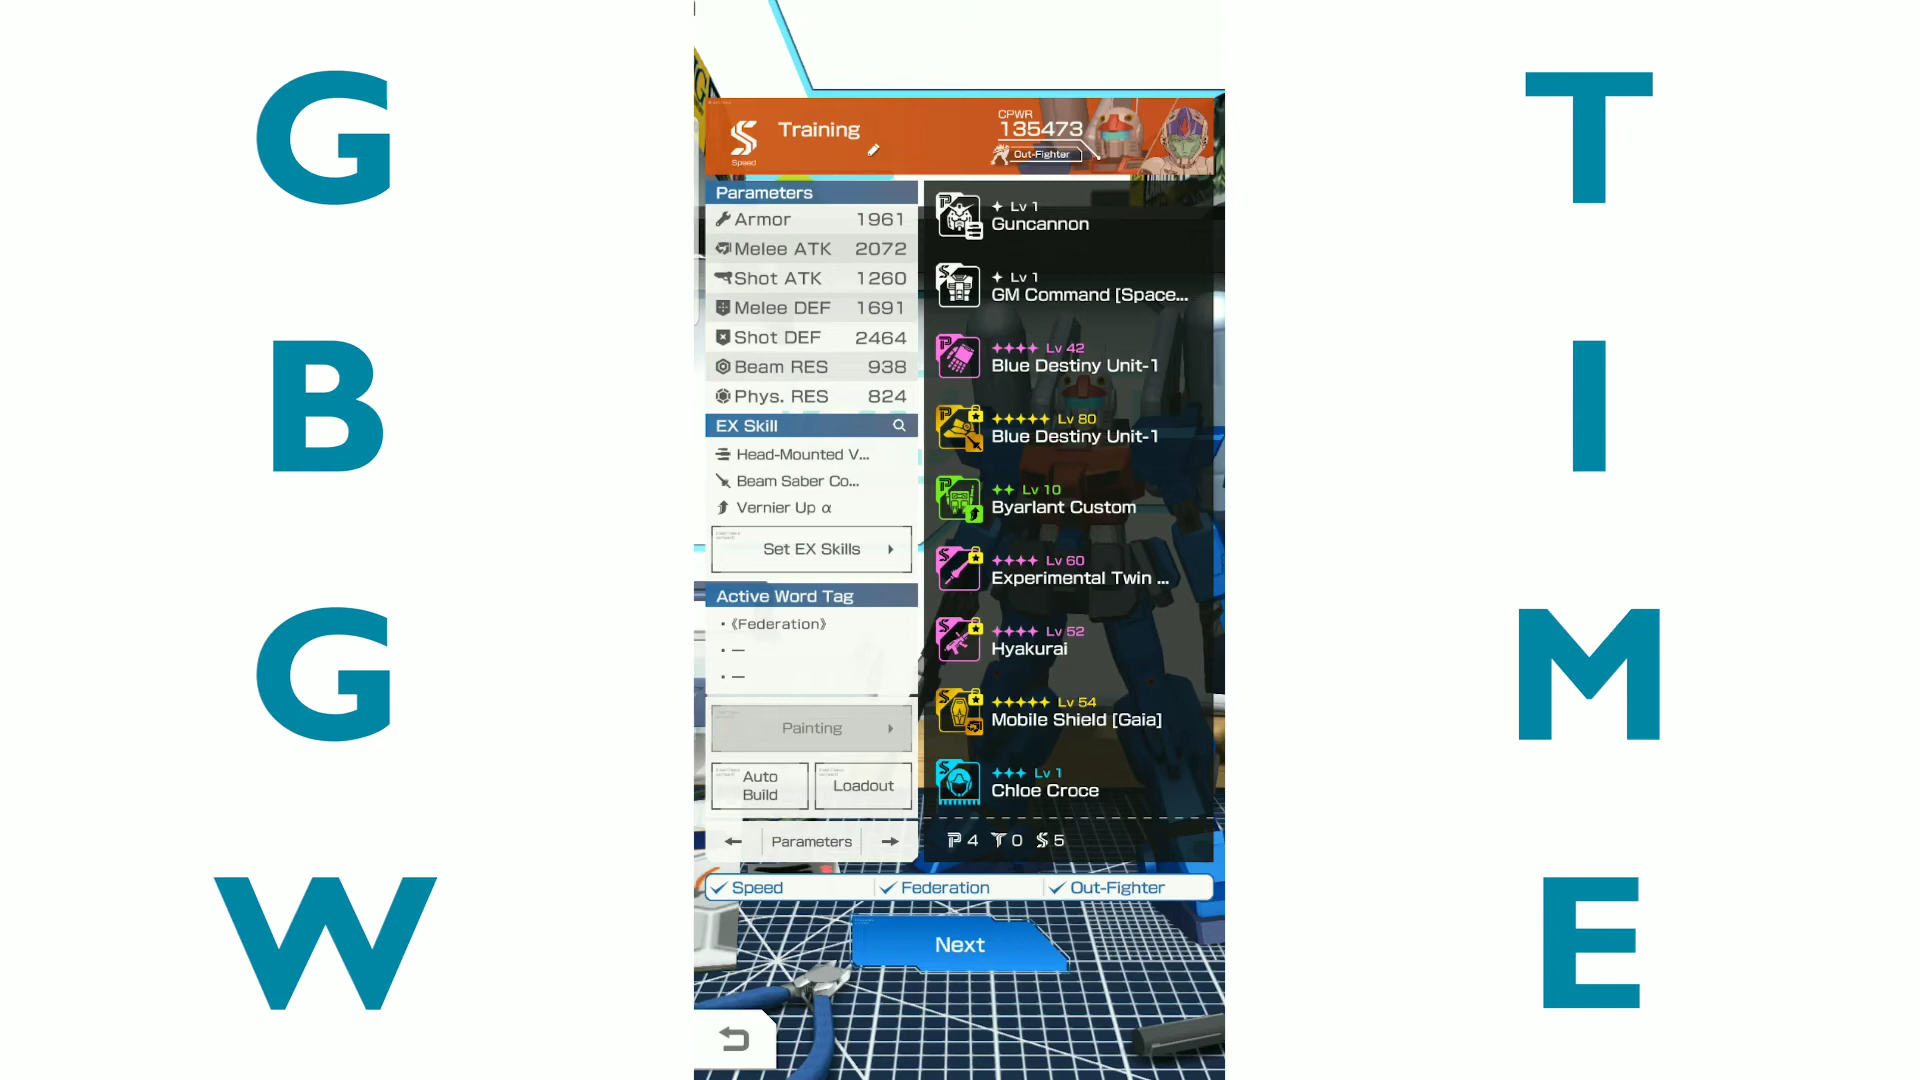 G
B
G
W
T
I
M
E
Speed
Training
CPWR
135473
Out-Fighter
Parameters
Armor 1961
Melee ATK 2072
Shot ATK 1260
Melee DEF 1691
Shot DEF 2464
Beam RES 938
Phys. RES 824
EX Skill
Head-Mounted V...
Beam Saber Co...
Vernier Up α
Set EX Skills
Active Word Tag
・《Federation》
・—
・—
Painting
Auto
Build
Loadout
← Parameters →
P
Lv 1
Guncannon
S
Lv 1
GM Command [Space...
P
Lv 42
Blue Destiny Unit-1
P
Lv 80
Blue Destiny Unit-1
P
Lv 10
Byarlant Custom
S
Lv 60
Experimental Twin ...
S
Lv 52
Hyakurai
S
Lv 54
Mobile Shield [Gaia]
S
Lv 1
Chloe Croce
P 4 T 0 S 5
Speed Federation Out-Fighter
Next